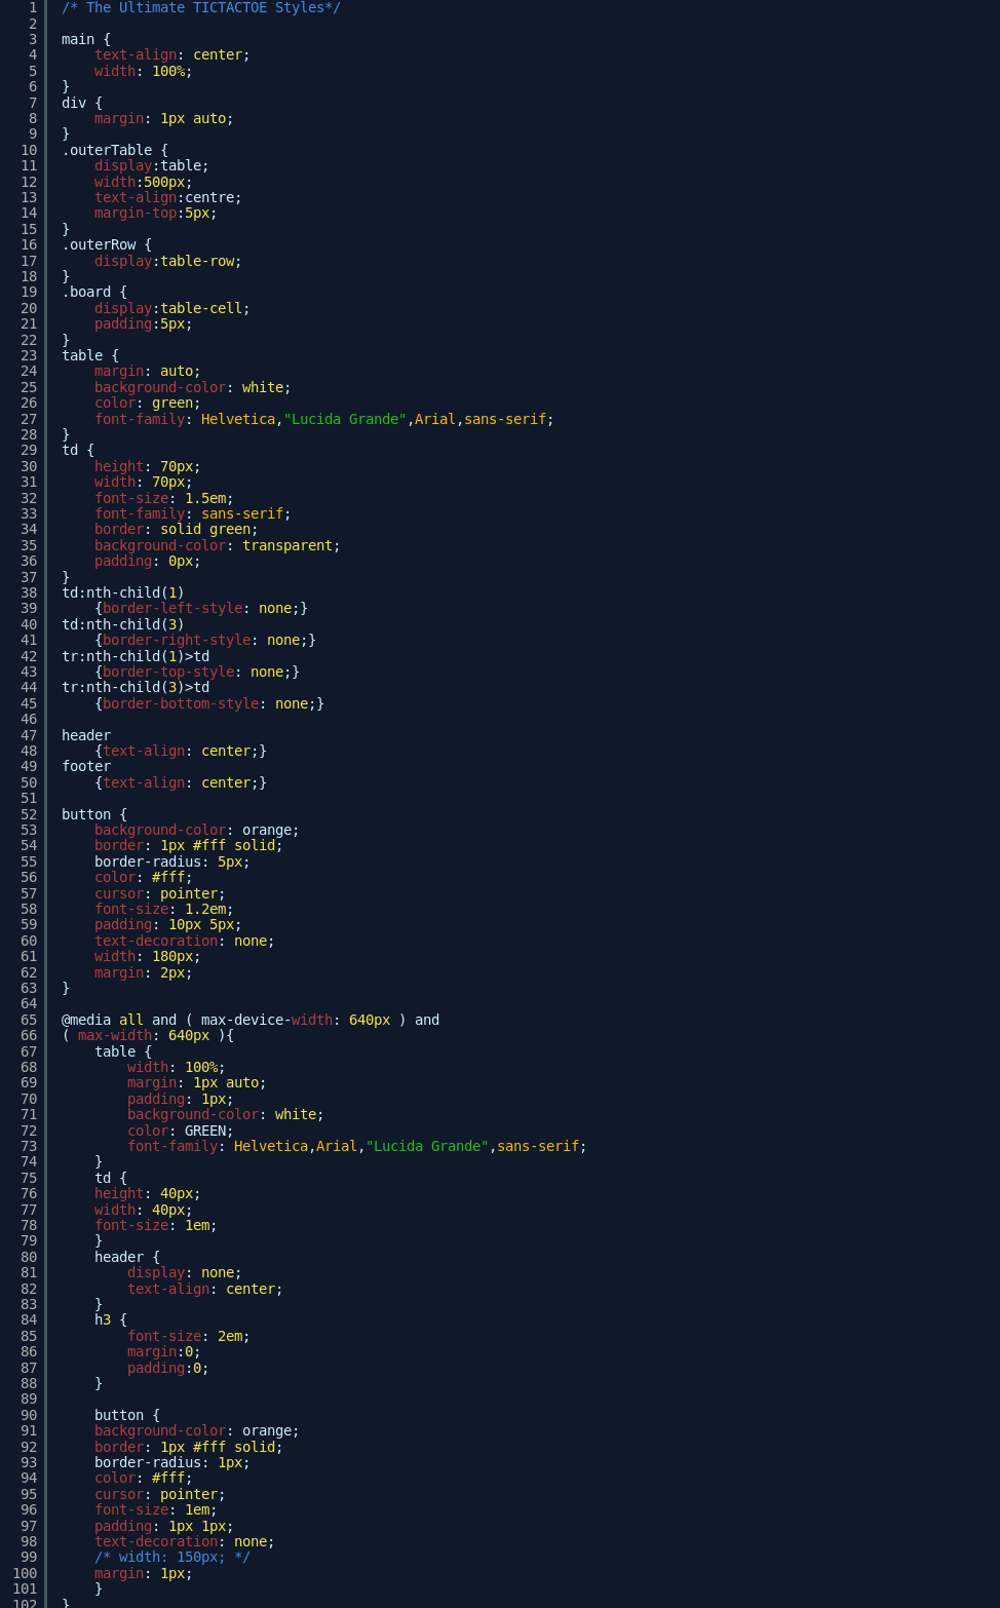 1 /* The Ultimate TICTACTOE Styles*/
2
3 main {
4     text-align: center;
5     width: 100%;
6 }
7 div {
8     margin: 1px auto;
9 }
10 .outerTable {
11     display:table;
12     width:500px;
13     text-align:centre;
14     margin-top:5px;
15 }
16 .outerRow {
17     display:table-row;
18 }
19 .board {
20     display:table-cell;
21     padding:5px;
22 }
23 table {
24     margin: auto;
25     background-color: white;
26     color: green;
27     font-family: Helvetica,"Lucida Grande",Arial,sans-serif;
28 }
29 td {
30     height: 70px;
31     width: 70px;
32     font-size: 1.5em;
33     font-family: sans-serif;
34     border: solid green;
35     background-color: transparent;
36     padding: 0px;
37 }
38 td:nth-child(1)
39     {border-left-style: none;}
40 td:nth-child(3)
41     {border-right-style: none;}
42 tr:nth-child(1)>td
43     {border-top-style: none;}
44 tr:nth-child(3)>td
45     {border-bottom-style: none;}
46
47 header
48     {text-align: center;}
49 footer
50     {text-align: center;}
51
52 button {
53     background-color: orange;
54     border: 1px #fff solid;
55     border-radius: 5px;
56     color: #fff;
57     cursor: pointer;
58     font-size: 1.2em;
59     padding: 10px 5px;
60     text-decoration: none;
61     width: 180px;
62     margin: 2px;
63 }
64
65 @media all and ( max-device-width: 640px ) and
66 ( max-width: 640px ){
67     table {
68         width: 100%;
69         margin: 1px auto;
70         padding: 1px;
71         background-color: white;
72         color: GREEN;
73         font-family: Helvetica,Arial,"Lucida Grande",sans-serif;
74     }
75     td {
76     height: 40px;
77     width: 40px;
78     font-size: 1em;
79     }
80     header {
81         display: none;
82         text-align: center;
83     }
84     h3 {
85         font-size: 2em;
86         margin:0;
87         padding:0;
88     }
89
90     button {
91     background-color: orange;
92     border: 1px #fff solid;
93     border-radius: 1px;
94     color: #fff;
95     cursor: pointer;
96     font-size: 1em;
97     padding: 1px 1px;
98     text-decoration: none;
99     /* width: 150px; */
100     margin: 1px;
101     }
102 }